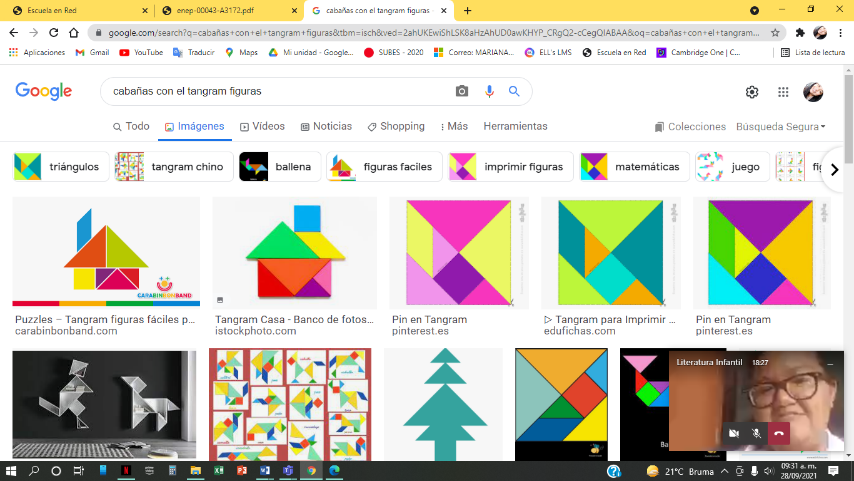 Escuela en Red
enep-00043-A3172.pdf
cabañas con el tangram figuras
google.com/search?q=cabañas+con+el+tangram+figuras&tbm=isch&ved=2ahUKEwiShLSK8aHzAhUD0awKHYP_CRgQ2-cCegQIABAA&oq=cabañas+con+el+tangram...
Aplicaciones Gmail YouTube Traducir Maps Mi unidad - Google... SUBES - 2020 Correo: MARIANA... ELL's LMS Escuela en Red Cambridge One | C... Lista de lectura
Google
cabañas con el tangram figuras
Todo Imágenes Vídeos Noticias Shopping Más Herramientas Colecciones Búsqueda Segura
triángulos tangram chino ballena figuras faciles imprimir figuras matemáticas juego
CARABINBONBAND
Puzzles – Tangram figuras fáciles p... Tangram Casa - Banco de fotos... Pin en Tangram ▷ Tangram para Imprimir ... Pin en Tangram
carabinbonband.com istockphoto.com pinterest.es edufichas.com pinterest.es
Literatura Infantil 18:27
Ba
21°C Bruma 09:31 a. m.
28/09/2021